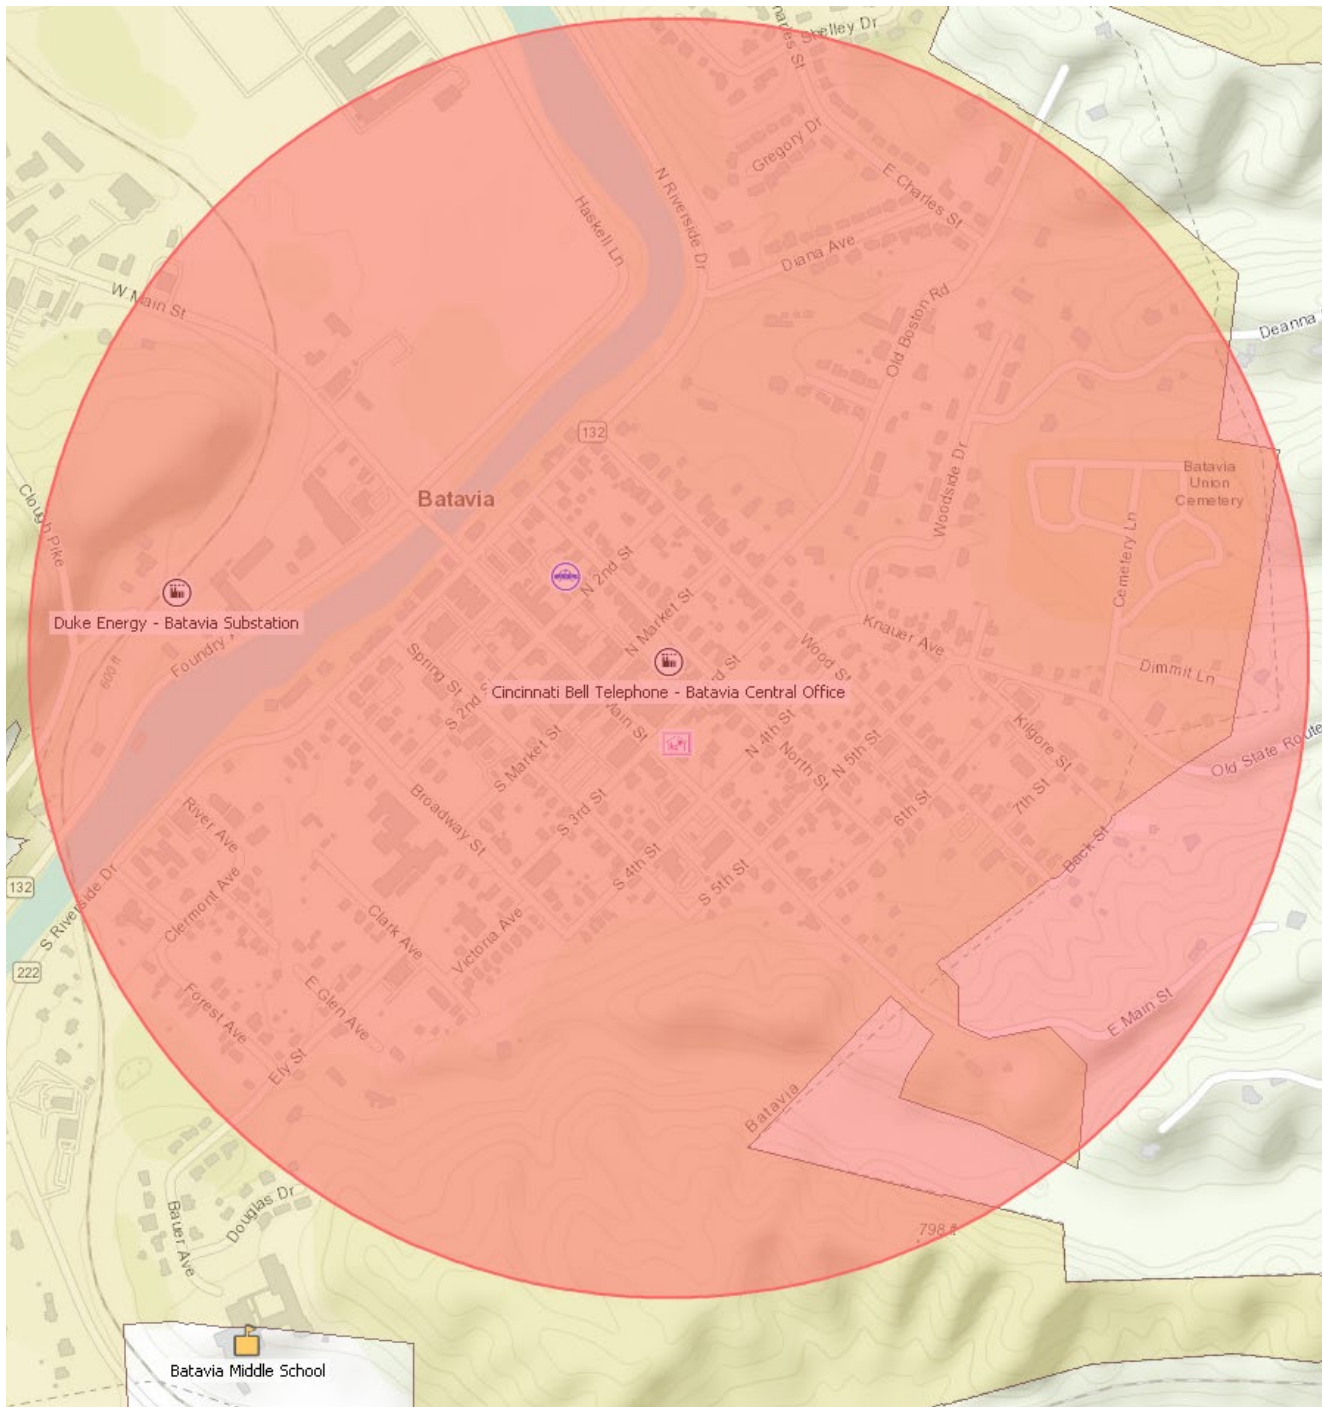 Shelley Dr
Gregory Dr
E Charles St
N Riverside Dr
Haskell Ln
Diana Ave
W Main St
Old Boston Rd
Deanna
132
Woodside Dr
Batavia
Union
Cemetery
Batavia
Clough Pike
Cemetery Ln
N 2nd St
Duke Energy - Batavia Substation
N Market St
Knauer Ave
Wood St
Foundry
600 ft
Spring St
Dimmit Ln
Cincinnati Bell Telephone - Batavia Central Office
S 2nd
Main St
N 4th St
Kilgore St
S Market St
North St
N 5th St
Old State Route
7th St
6th St
River Ave
Broadway St
S 3rd St
Back St
S 4th St
S 5th St
132
S Riverside Dr
Clermont Ave
Clark Ave
Victoria Ave
222
Forest Ave
E Glen Ave
E Main St
Ely St
Batavia
Bauer Ave
Douglas Dr
798 ft
Batavia Middle School